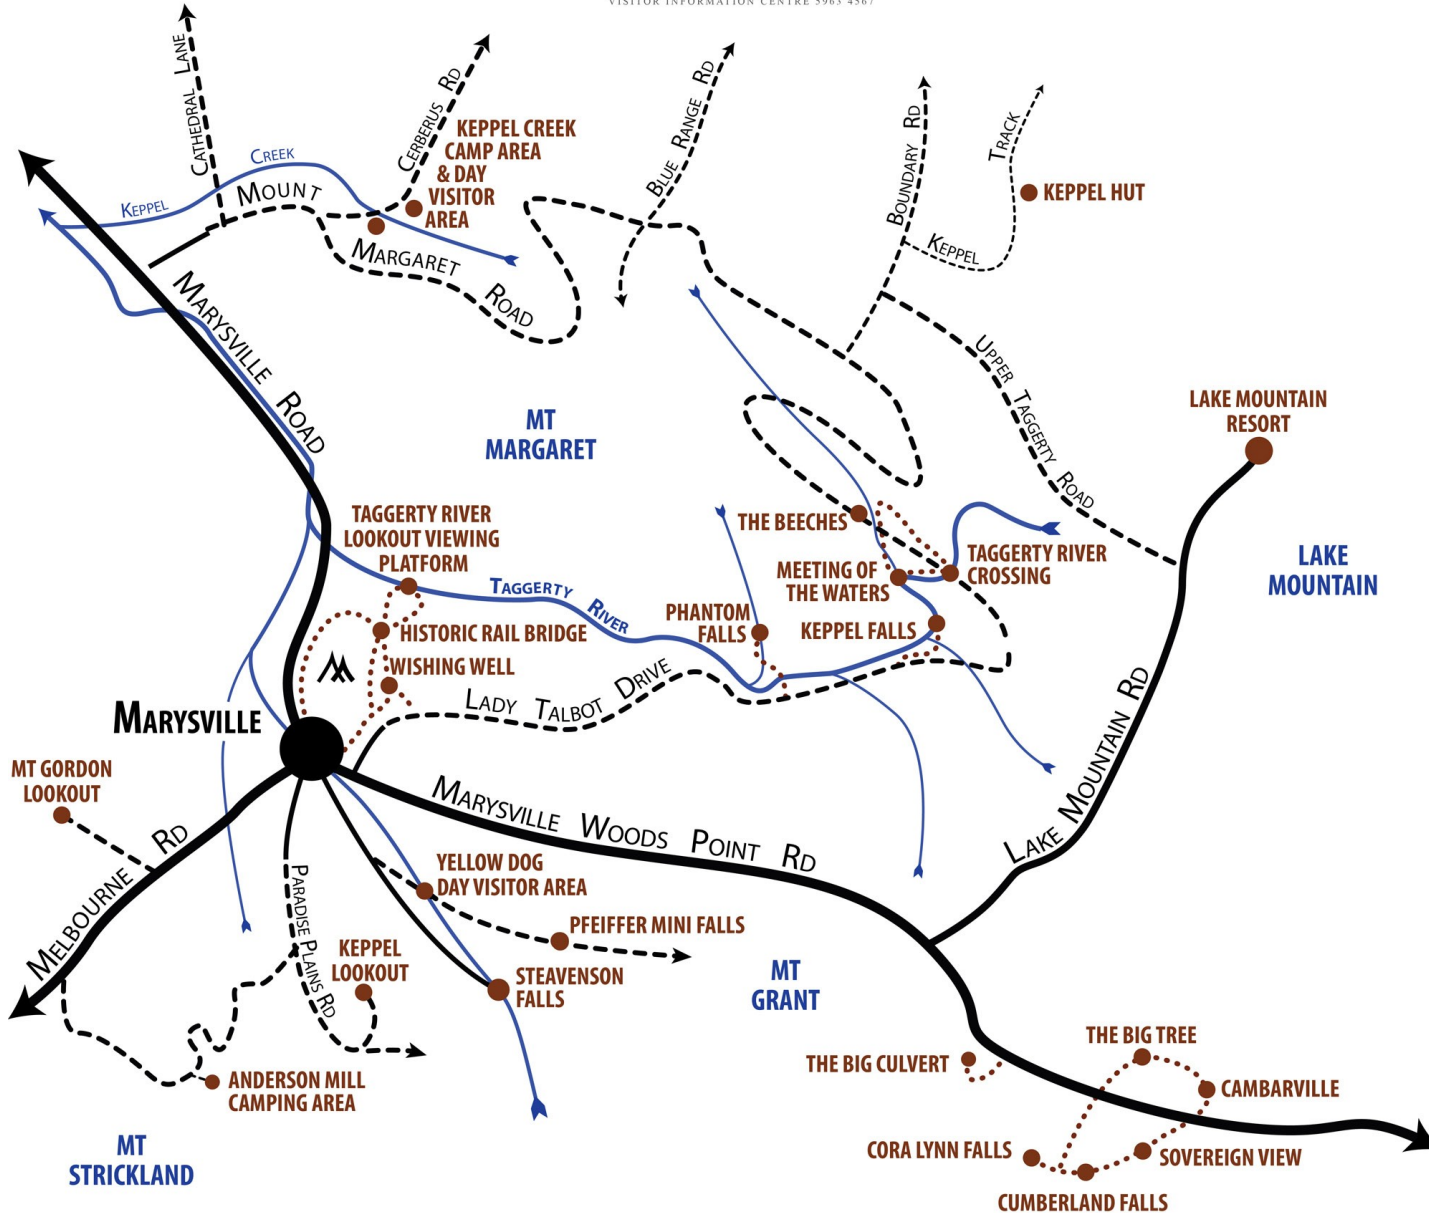 VISITOR INFORMATION CENTRE 5963 4567
CATHEDRAL LANE
CERBERUS RD
BLUE RANGE RD
BOUNDARY RD
KEPPEL TRACK
KEPPEL CREEK
CAMP AREA
& DAY
VISITOR
AREA
KEPPEL HUT
KEPPEL CREEK
MOUNT MARGARET ROAD
MARYSVILLE ROAD
UPPER TAGGERTY ROAD
LAKE MOUNTAIN
RESORT
MT
MARGARET
TAGGERTY RIVER
LOOKOUT VIEWING
PLATFORM
THE BEECHES
TAGGERTY RIVER
CROSSING
LAKE
MOUNTAIN
MEETING OF
THE WATERS
TAGGERTY RIVER
PHANTOM
FALLS
KEPPEL FALLS
HISTORIC RAIL BRIDGE
WISHING WELL
LADY TALBOT DRIVE
MARYSVILLE
LAKE MOUNTAIN RD
MT GORDON
LOOKOUT
MARYSVILLE WOODS POINT RD
MELBOURNE RD
PARADISE PLAINS RD
YELLOW DOG
DAY VISITOR AREA
PFEIFFER MINI FALLS
KEPPEL
LOOKOUT
STEAVENSON
FALLS
MT
GRANT
THE BIG TREE
THE BIG CULVERT
CAMBARVILLE
ANDERSON MILL
CAMPING AREA
CORA LYNN FALLS
SOVEREIGN VIEW
CUMBERLAND FALLS
MT
STRICKLAND